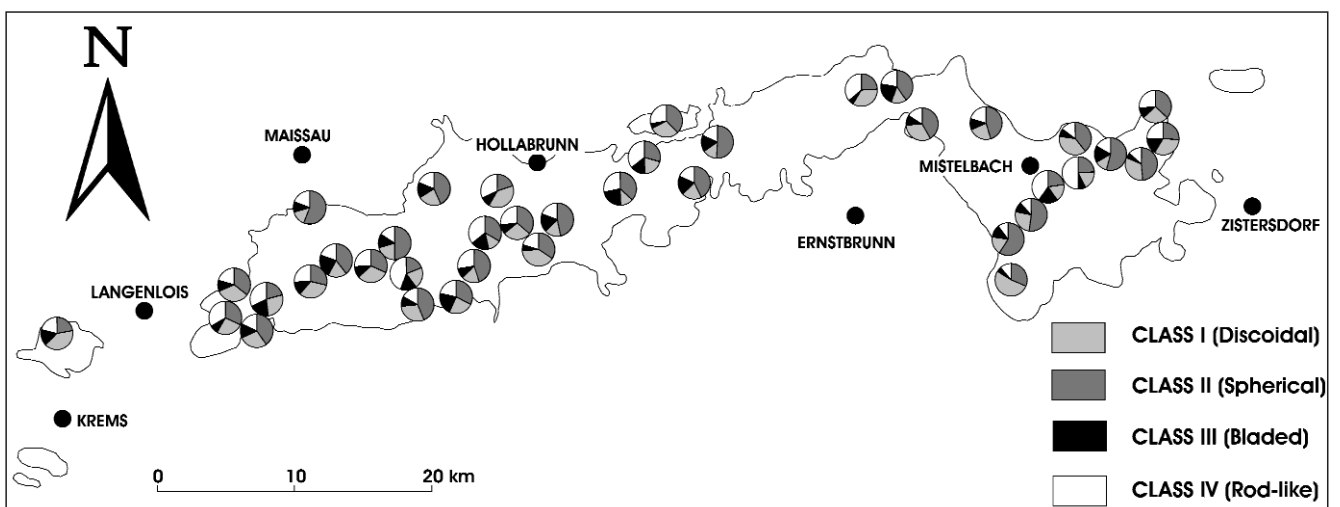 N
MAISSAU
HOLLABRUNN
MISTELBACH
ZISTERSDORF
ERNSTBRUNN
LANGENLOIS
KREMS
0 10 20 km
CLASS I (Discoidal)
CLASS II (Spherical)
CLASS III (Bladed)
CLASS IV (Rod-like)